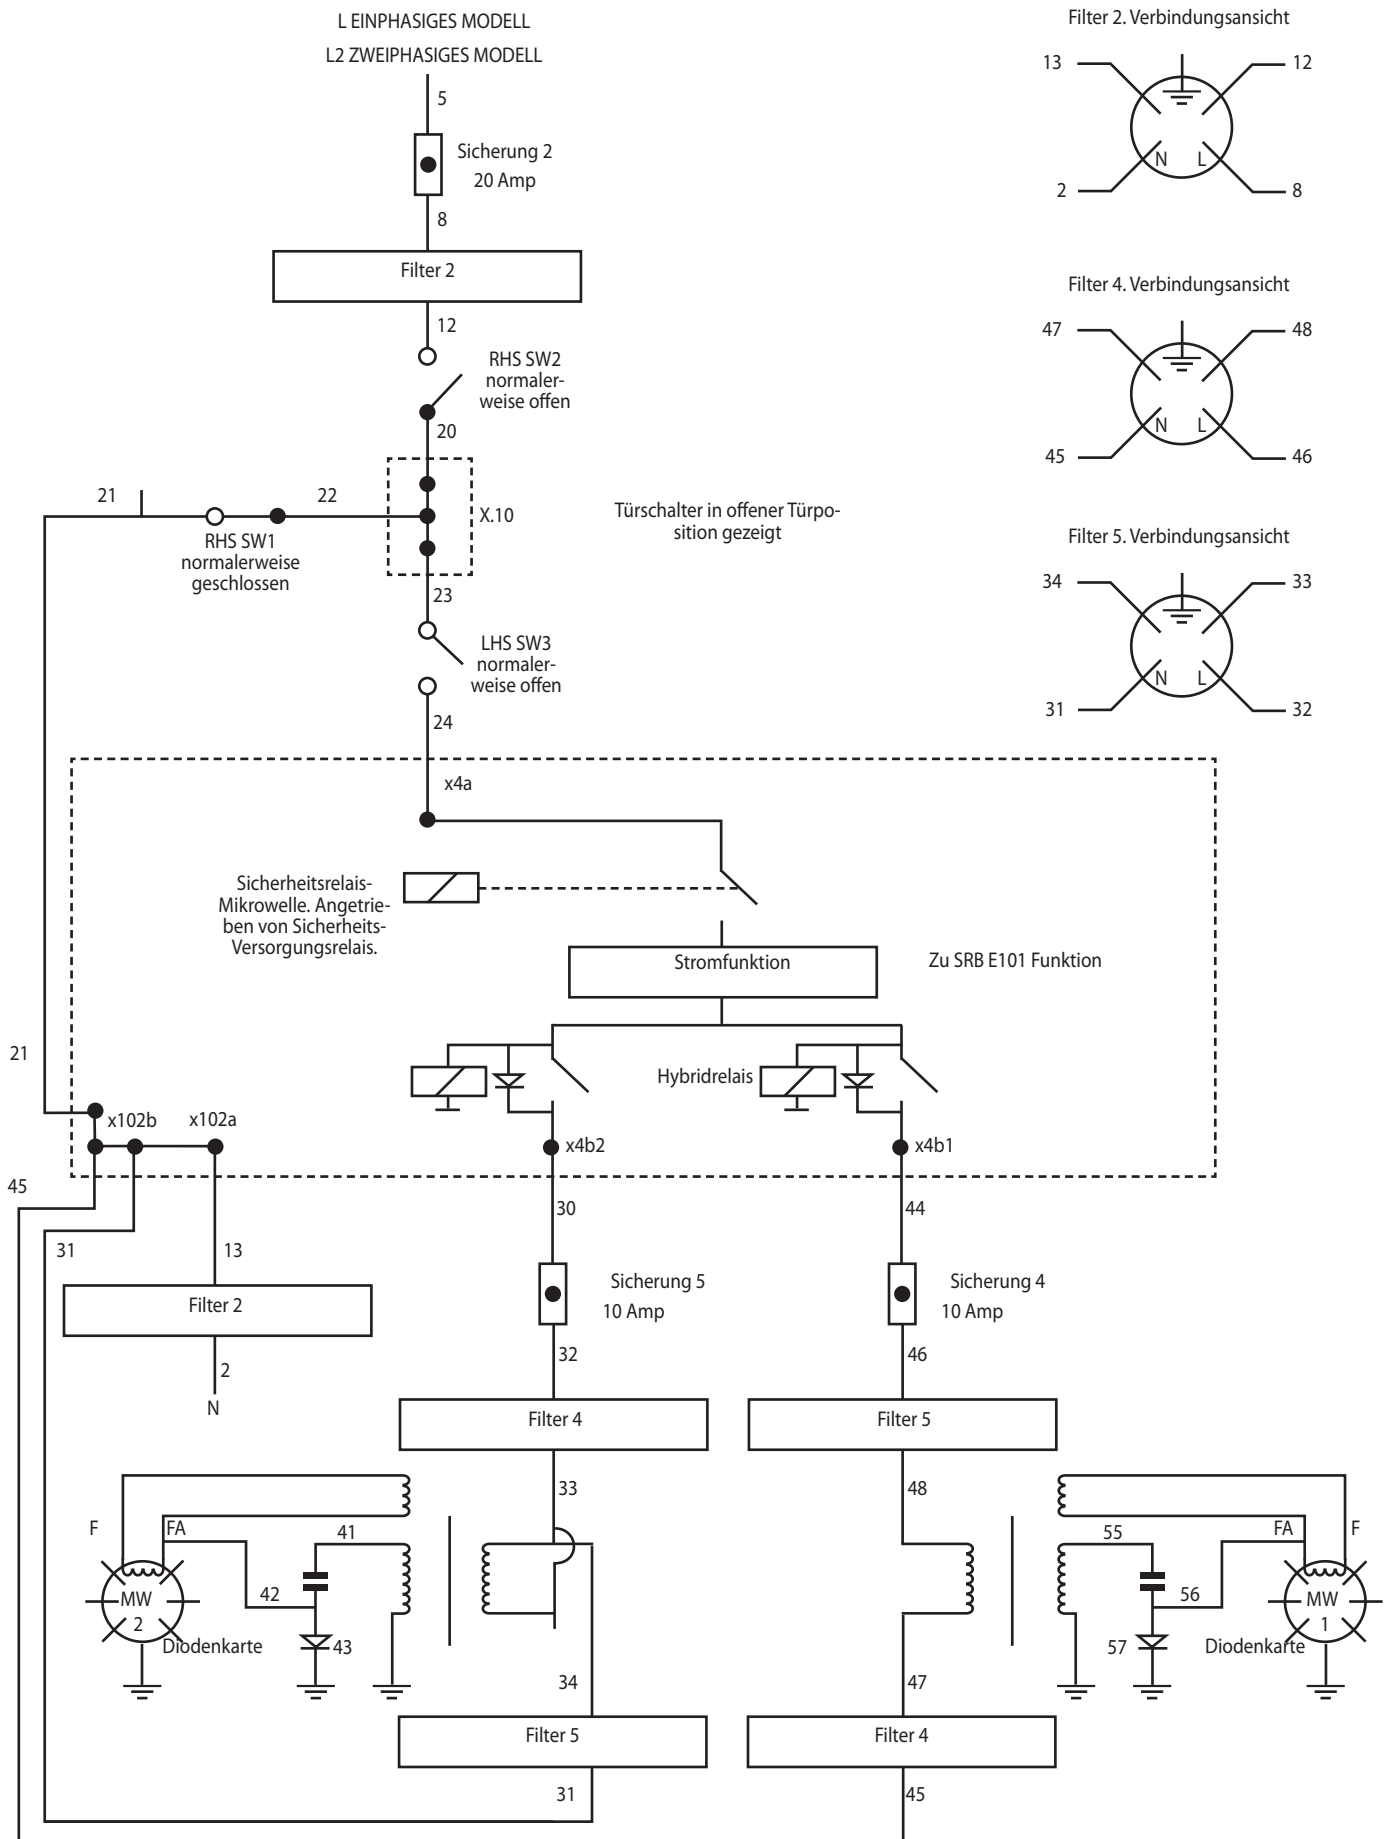 L EINPHASIGES MODELL
L2 ZWEIPHASIGES MODELL
5
Sicherung 2
20 Amp
8
Filter 2
12
RHS SW2
normaler-
weise offen
20
X.10
21
22
RHS SW1
normalerweise
geschlossen
23
LHS SW3
normaler-
weise offen
24
Türschalter in offener Türpo-
sition gezeigt
Filter 2. Verbindungsansicht
13
12
N
L
2
8
Filter 4. Verbindungsansicht
47
48
N
L
45
46
Filter 5. Verbindungsansicht
34
33
N
L
31
32
x4a
Sicherheitsrelais-
Mikrowelle. Angetrie-
ben von Sicherheits-
Versorgungsrelais.
Stromfunktion
Zu SRB E101 Funktion
Hybridrelais
21
x102b
x102a
x4b2
x4b1
45
31
13
Filter 2
2
N
30
44
Sicherung 5
10 Amp
Sicherung 4
10 Amp
32
46
Filter 4
Filter 5
33
48
F
FA
41
42
MW
2
Diodenkarte
43
55
FA
F
56
MW
1
57
Diodenkarte
34
47
Filter 5
Filter 4
31
45